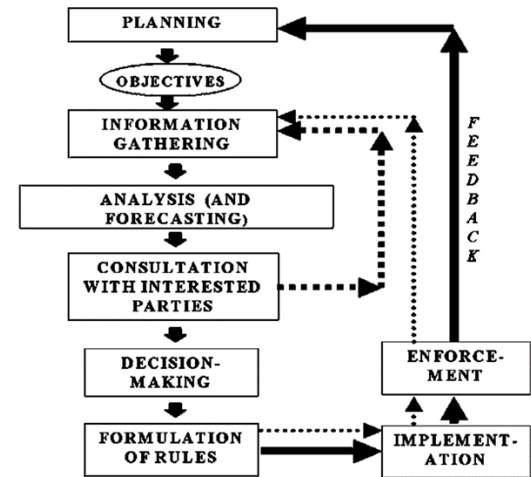 PLANNING
OBJECTIVES
INFORMATION
GATHERING
ANALYSIS (AND
FORECASTING)
CONSULTATION
WITH INTERESTED
PARTIES
DECISION-
MAKING
FORMULATION
OF RULES
IMPLEMENT-
ATION
ENFORCE-
MENT
FEEDBACK